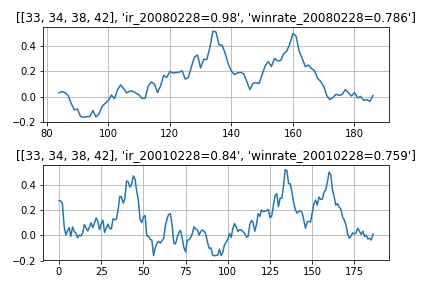 [[33, 34, 38, 42], 'ir_20080228=0.98', 'winrate_20080228=0.786']
0.4
0.2
0.0
-0.2
80 100 120 140 160 180
[[33, 34, 38, 42], 'ir_20010228=0.84', 'winrate_20010228=0.759']
0.4
0.2
0.0
-0.2
0 25 50 75 100 125 150 175